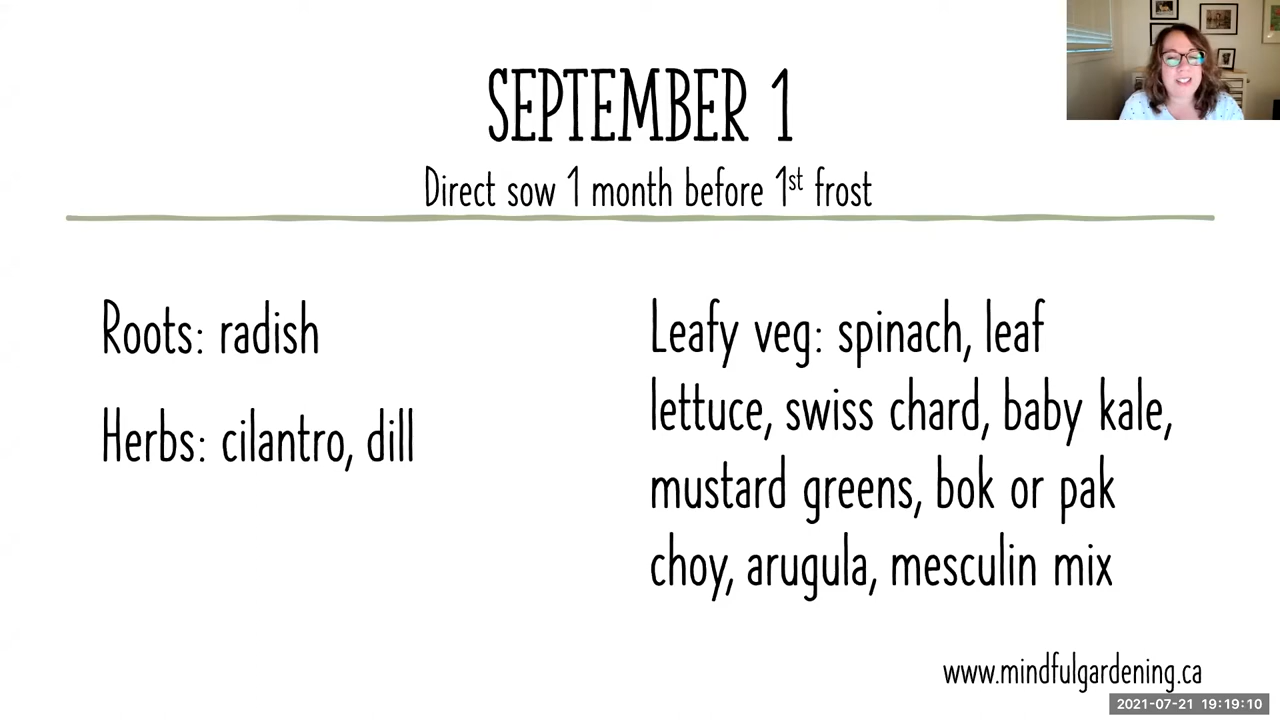 SEPTEMBER 1
Direct sow 1 month before 1st frost
Roots: radish
Herbs: cilantro, dill
Leafy veg: spinach, leaf
lettuce, swiss chard, baby kale,
mustard greens, bok or pak
choy, arugula, mesculin mix
www.mindfulgardening.ca
2021-07-21 19:19:10